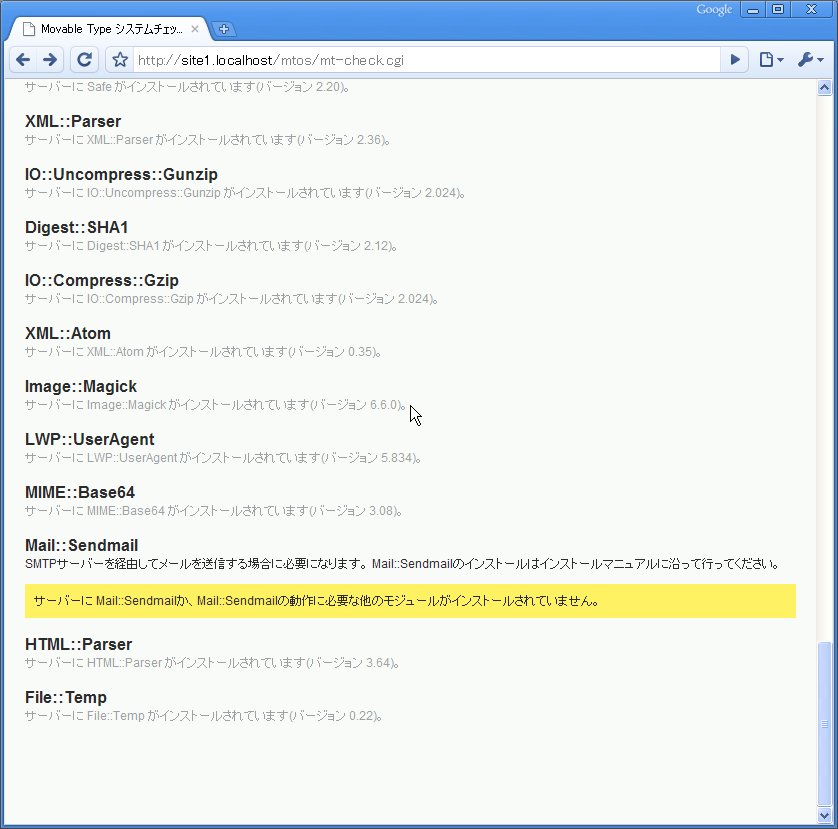 Google
Movable Type システムチェッ...
http://site1.localhost/mtos/mt-check.cgi
サーバーに Safe がインストールされています(バージョン 2.20)。
XML::Parser
サーバーに XML::Parser がインストールされています(バージョン 2.36)。
IO::Uncompress::Gunzip
サーバーに IO::Uncompress::Gunzip がインストールされています(バージョン 2.024)。
Digest::SHA1
サーバーに Digest::SHA1 がインストールされています(バージョン 2.12)。
IO::Compress::Gzip
サーバーに IO::Compress::Gzip がインストールされています(バージョン 2.024)。
XML::Atom
サーバーに XML::Atom がインストールされています(バージョン 0.35)。
Image::Magick
サーバーに Image::Magick がインストールされています(バージョン 6.6.0)。
LWP::UserAgent
サーバーに LWP::UserAgent がインストールされています(バージョン 5.834)。
MIME::Base64
サーバーに MIME::Base64 がインストールされています(バージョン 3.08)。
Mail::Sendmail
SMTPサーバーを経由してメールを送信する場合に必要になります。 Mail::Sendmailのインストールはインストールマニュアルに沿って行ってください。
サーバーに Mail::Sendmailか、Mail::Sendmailの動作に必要な他のモジュールがインストールされていません。
HTML::Parser
サーバーに HTML::Parser がインストールされています(バージョン 3.64)。
File::Temp
サーバーに File::Temp がインストールされています(バージョン 0.22)。